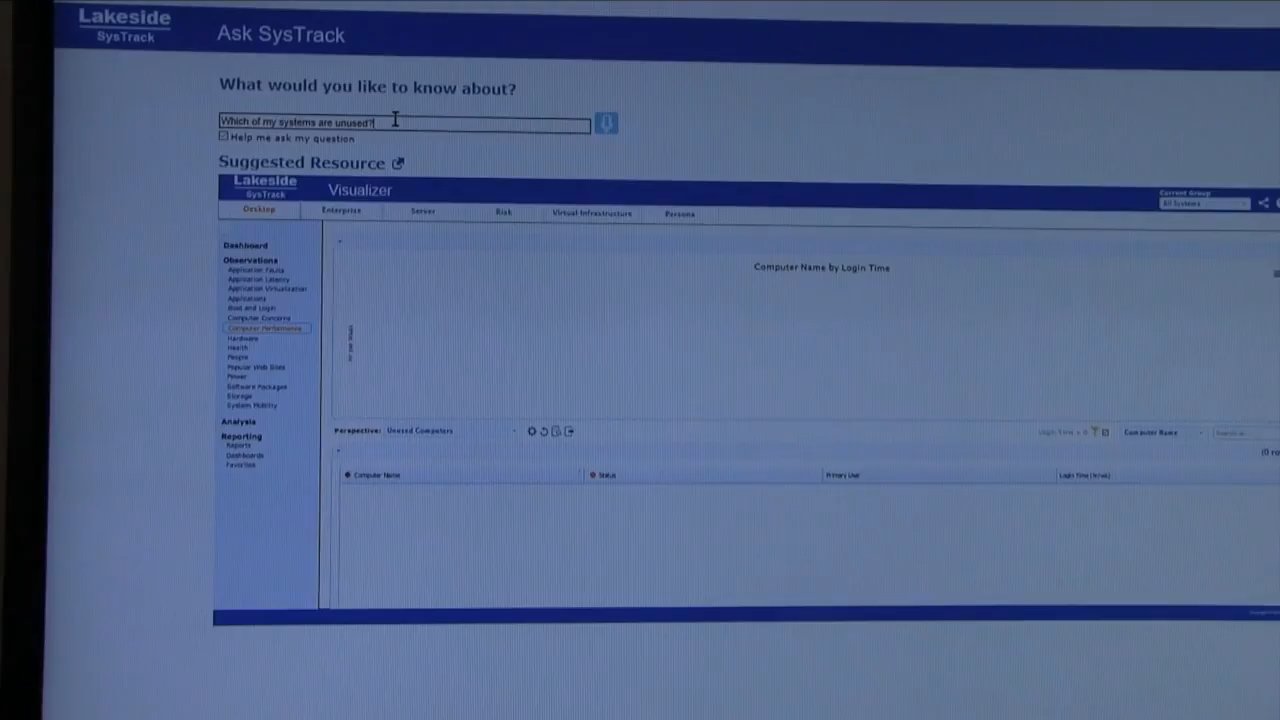 Lakeside
SysTrack
Ask SysTrack
What would you like to know about?
Which of my systems are unused?
Help me ask my question
Suggested Resource
Lakeside
SysTrack
Visualizer
Current Group
All Systems
Desktop
Enterprise
Server
Risk
Virtual Infrastructure
Persona
Dashboard
Observations
Application Faults
Application Latency
Application Virtualization
Applications
Boot and Login
Computer Concerns
Computer Performance
Hardware
Health
People
Popular Web Sites
Power
Software Packages
Storage
System Mobility
Analysis
Reporting
Reports
Dashboards
Favorites
Computer Name by Login Time
Perspective: Unused Computers
Login Time = 0
Computer Name
Computer Name
Status
Primary User
Login Time (hrs/wk)